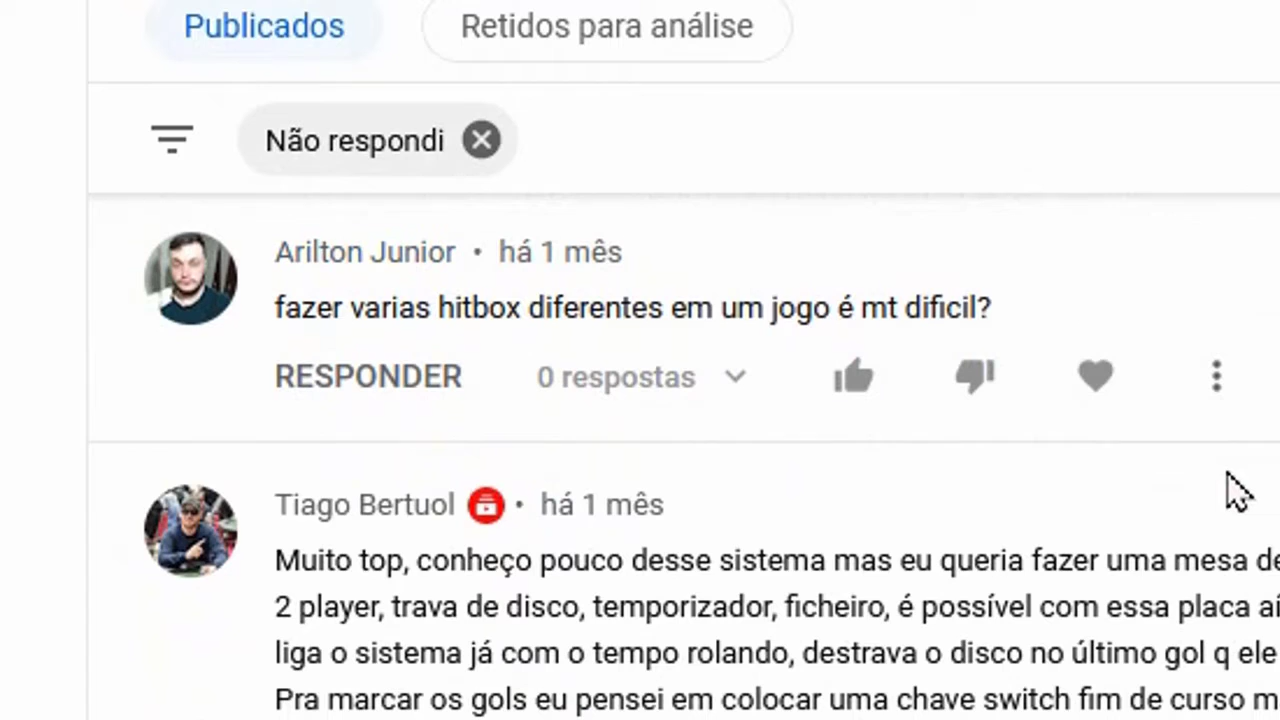 Publicados Retidos para análise
Não respondi
Arilton Junior • há 1 mês
fazer varias hitbox diferentes em um jogo é mt dificil?
RESPONDER 0 respostas
Tiago Bertuol • há 1 mês
Muito top, conheço pouco desse sistema mas eu queria fazer uma mesa de
2 player, trava de disco, temporizador, ficheiro, é possível com essa placa aí
liga o sistema já com o tempo rolando, destrava o disco no último gol q ele
Pra marcar os gols eu pensei em colocar uma chave switch fim de curso m